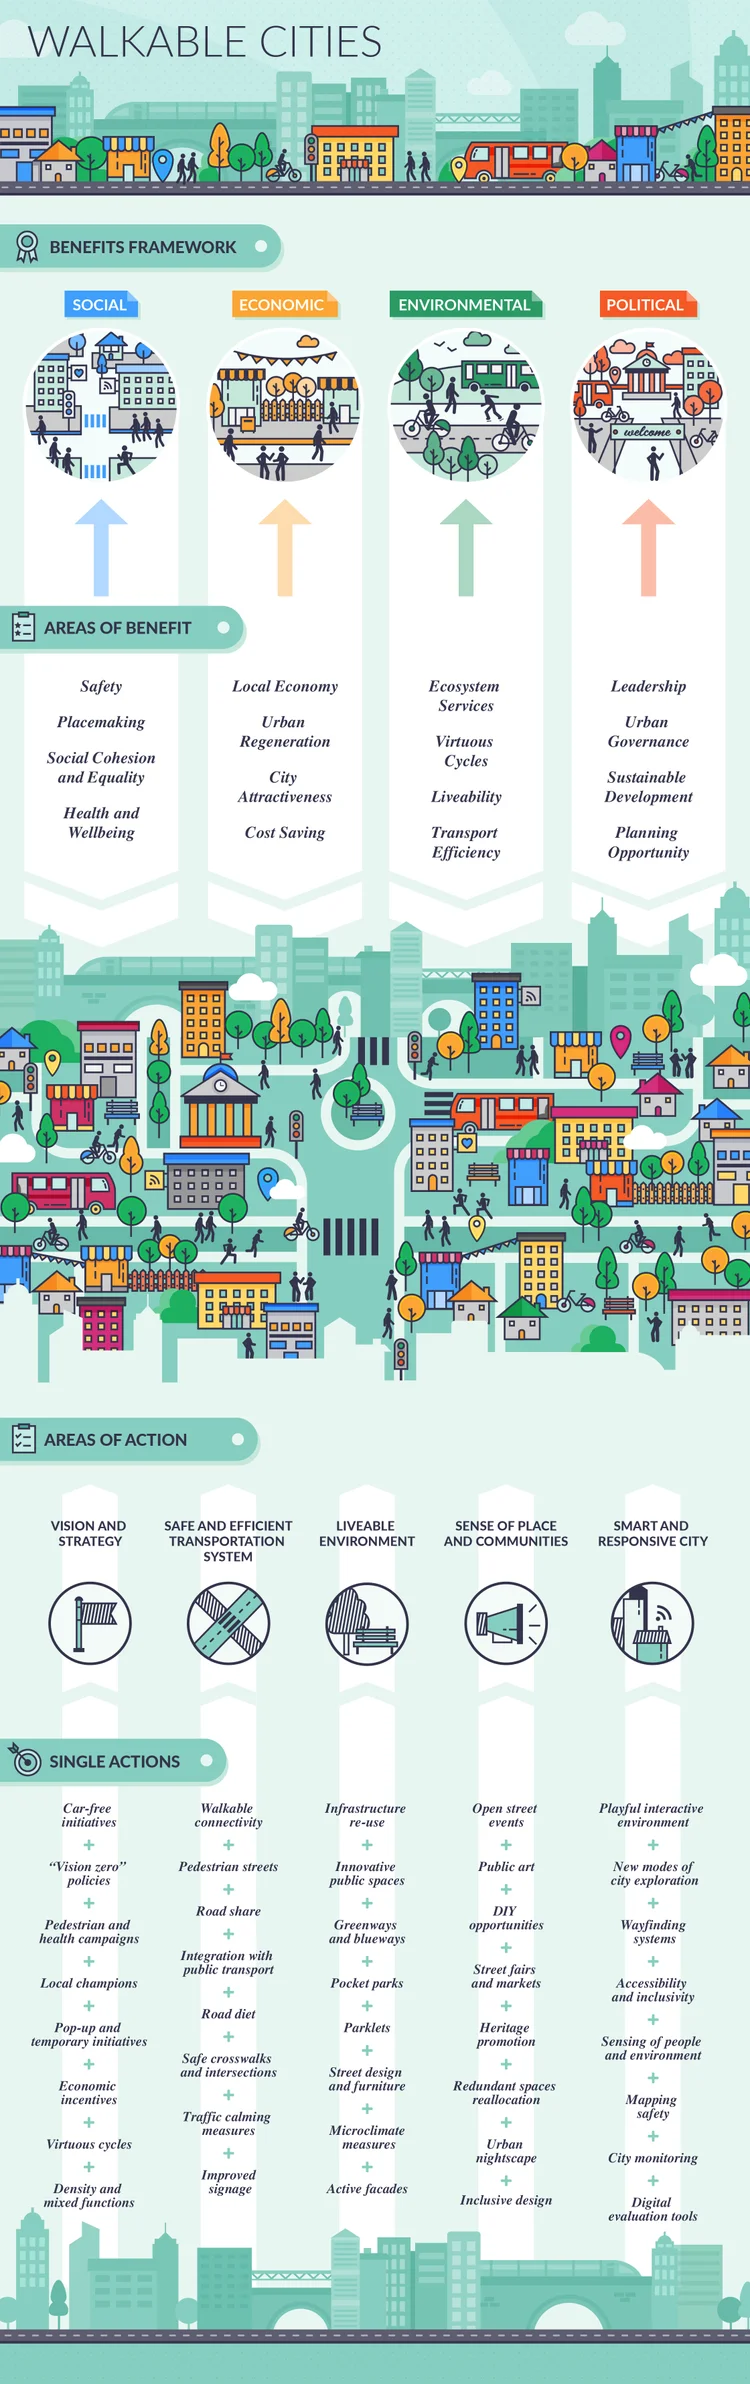 WALKABLE CITIES
BENEFITS FRAMEWORK
SOCIAL
ECONOMIC
ENVIRONMENTAL
POLITICAL
welcome
AREAS OF BENEFIT
Safety
Placemaking
Social Cohesion
and Equality
Health and
Wellbeing
Local Economy
Urban
Regeneration
City
Attractiveness
Cost Saving
Ecosystem
Services
Virtuous
Cycles
Liveability
Transport
Efficiency
Leadership
Urban
Governance
Sustainable
Development
Planning
Opportunity
AREAS OF ACTION
VISION AND
STRATEGY
SAFE AND EFFICIENT
TRANSPORTATION
SYSTEM
LIVEABLE
ENVIRONMENT
SENSE OF PLACE
AND COMMUNITIES
SMART AND
RESPONSIVE CITY
SINGLE ACTIONS
Car-free
initiatives
+
“Vision zero”
policies
+
Pedestrian and
health campaigns
+
Local champions
+
Pop-up and
temporary initiatives
+
Economic
incentives
+
Virtuous cycles
+
Density and
mixed functions
Walkable
connectivity
+
Pedestrian streets
+
Road share
+
Integration with
public transport
+
Road diet
+
Safe crosswalks
and intersections
+
Traffic calming
measures
+
Improved
signage
Infrastructure
re-use
+
Innovative
public spaces
+
Greenways
and blueways
+
Pocket parks
+
Parklets
+
Street design
and furniture
+
Microclimate
measures
+
Active facades
Open street
events
+
Public art
+
DIY
opportunities
+
Street fairs
and markets
+
Heritage
promotion
+
Redundant spaces
reallocation
+
Urban
nightscape
+
Inclusive design
Playful interactive
environment
+
New modes of
city exploration
+
Wayfinding
systems
+
Accessibility
and inclusivity
+
Sensing of people
and environment
+
Mapping
safety
+
City monitoring
+
Digital
evaluation tools